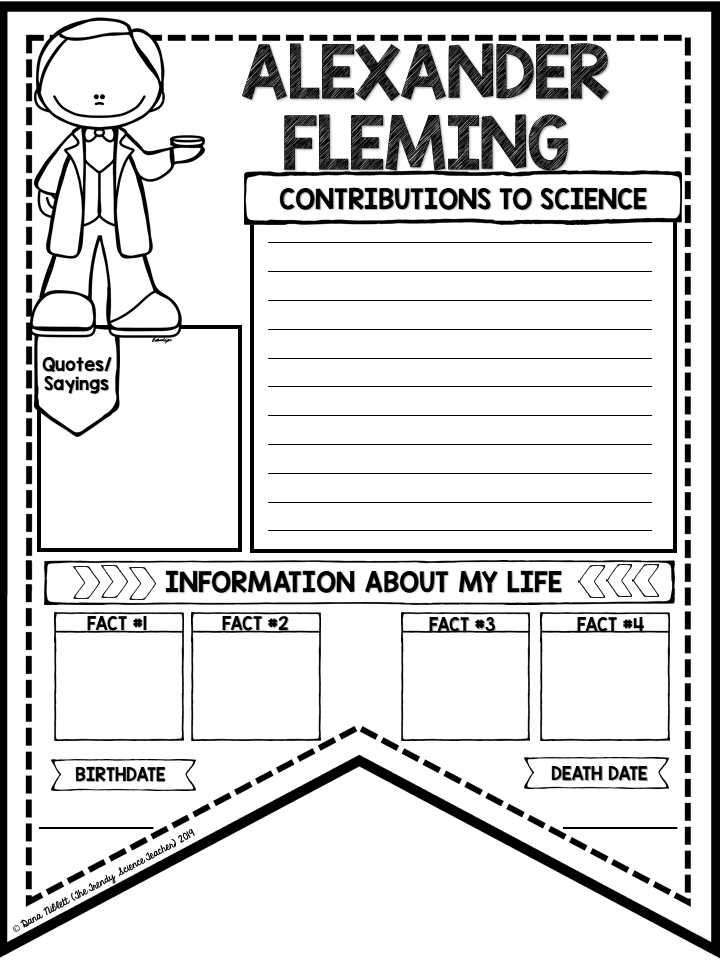 ALEXANDER
FLEMING
CONTRIBUTIONS TO SCIENCE
Quotes/
Sayings
INFORMATION ABOUT MY LIFE
FACT #1
FACT #2
FACT #3
FACT #4
BIRTHDATE
DEATH DATE
© Dana Niblett (The Trendy Science Teacher) 2019